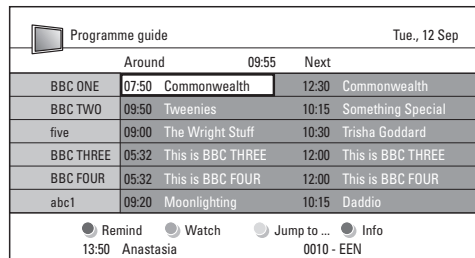 Programme guide Tue., 12 Sep
Around 09:55 Next
BBC ONE 07:50 Commonwealth 12:30 Commonwealth
BBC TWO 09:50 Tweenies 10:15 Something Special
five 09:00 The Wright Stuff 10:30 Trisha Goddard
BBC THREE 05:32 This is BBC THREE 12:00 This is BBC THREE
BBC FOUR 05:32 This is BBC FOUR 12:00 This is BBC FOUR
abc1 09:20 Moonlighting 10:15 Daddio
Remind Watch Jump to ... Info
13:50 Anastasia 0010 - EEN